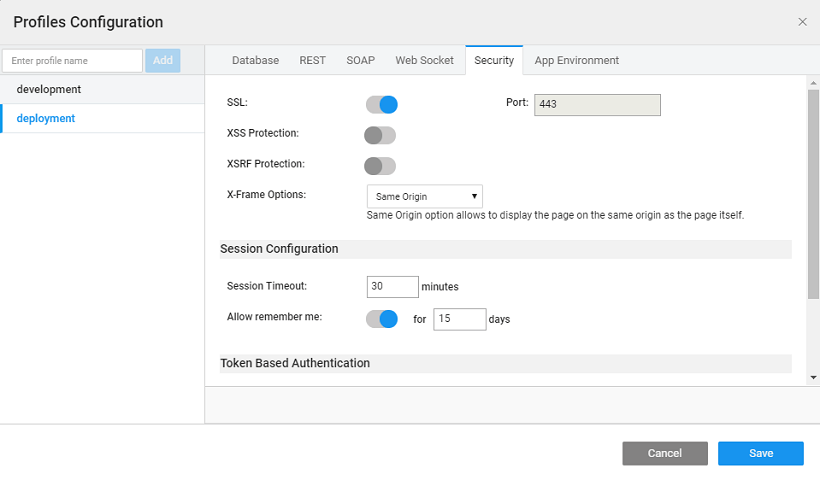 Profiles Configuration
Enter profile name Add
development
deployment
Database REST SOAP Web Socket Security App Environment
SSL: Port: 443
XSS Protection:
XSRF Protection:
X-Frame Options: Same Origin
Same Origin option allows to display the page on the same origin as the page itself.
Session Configuration
Session Timeout: 30 minutes
Allow remember me: for 15 days
Token Based Authentication
Cancel Save